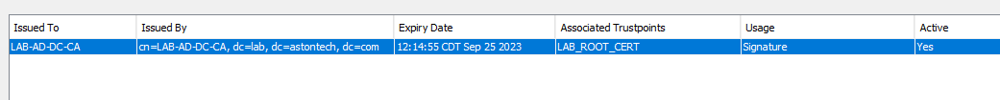 Issued To Issued By Expiry Date Associated Trustpoints Usage Active
LAB-AD-DC-CA cn=LAB-AD-DC-CA, dc=lab, dc=astontech, dc=com 12:14:55 CDT Sep 25 2023 LAB_ROOT_CERT Signature Yes